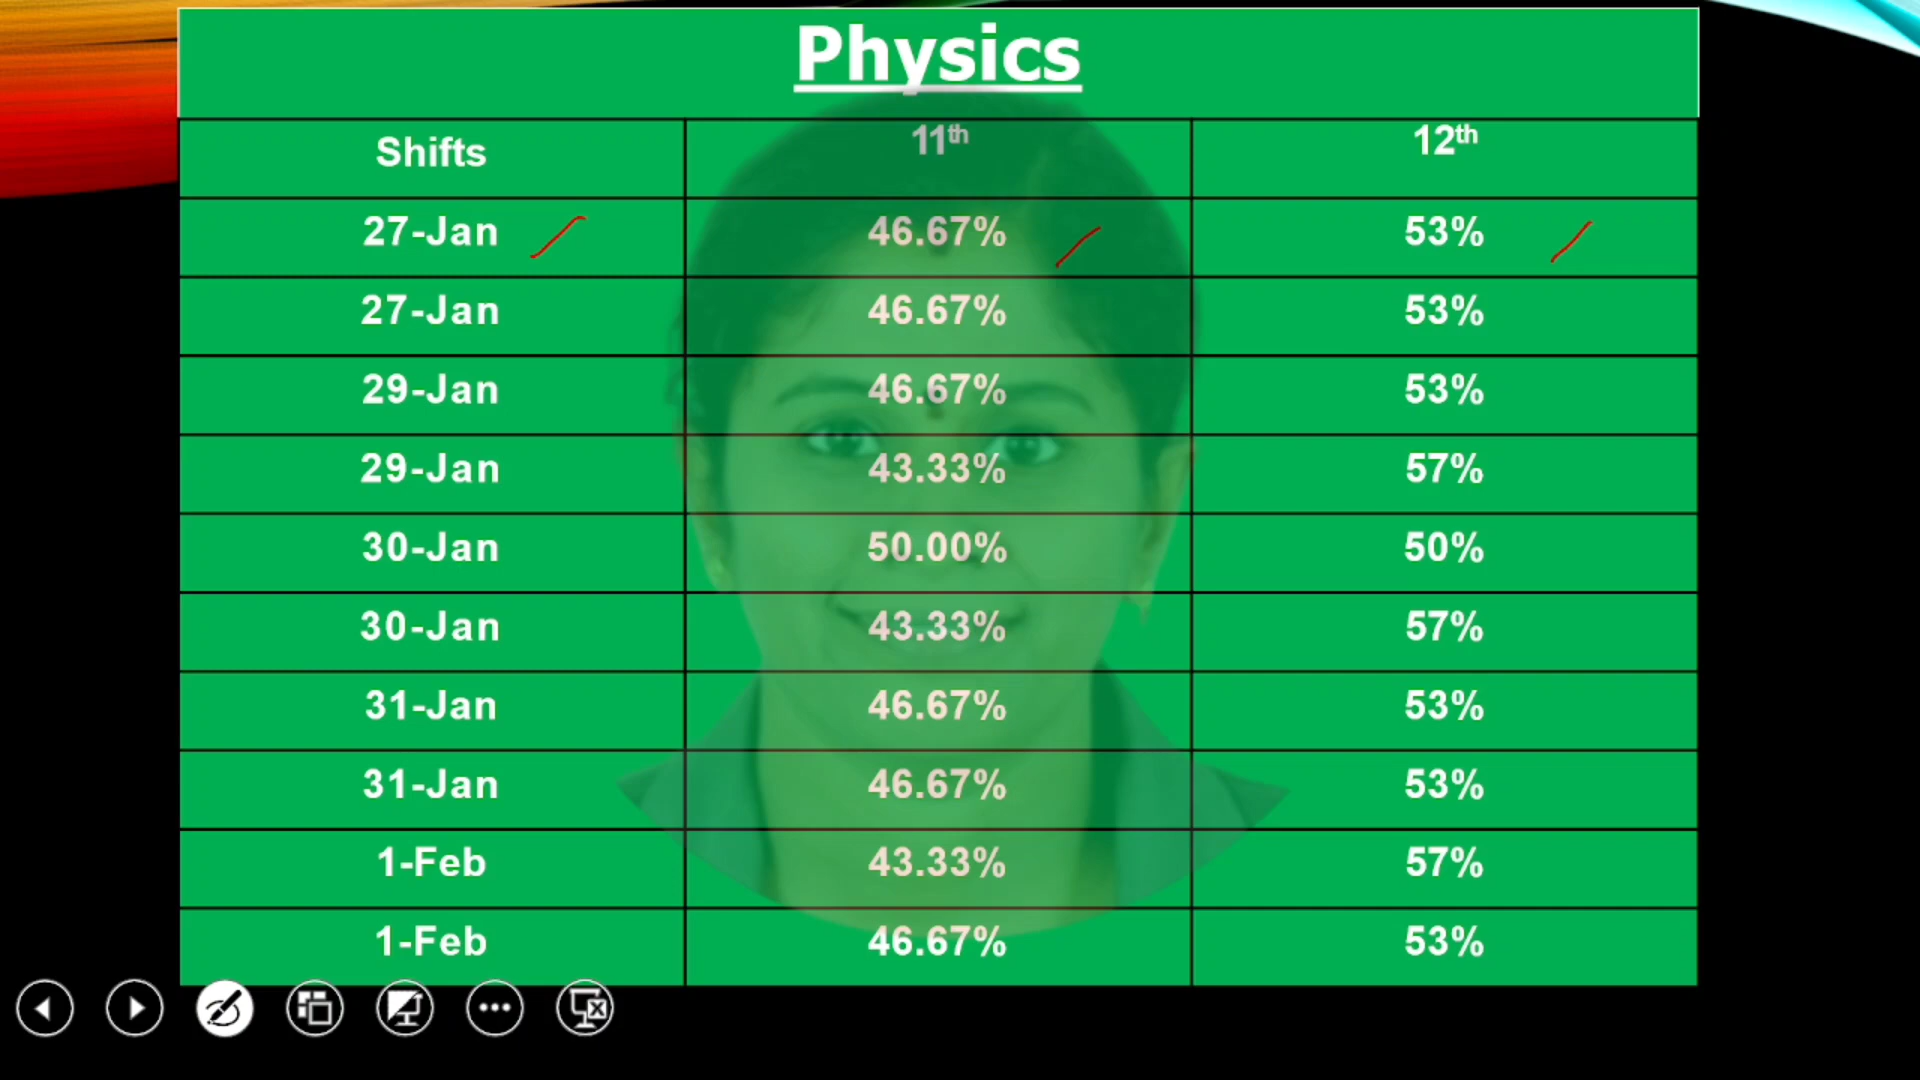 Physics
Shifts 11th 12th
27-Jan 46.67% 53%
27-Jan 46.67% 53%
29-Jan 46.67% 53%
29-Jan 43.33% 57%
30-Jan 50.00% 50%
30-Jan 43.33% 57%
31-Jan 46.67% 53%
31-Jan 46.67% 53%
1-Feb 43.33% 57%
1-Feb 46.67% 53%